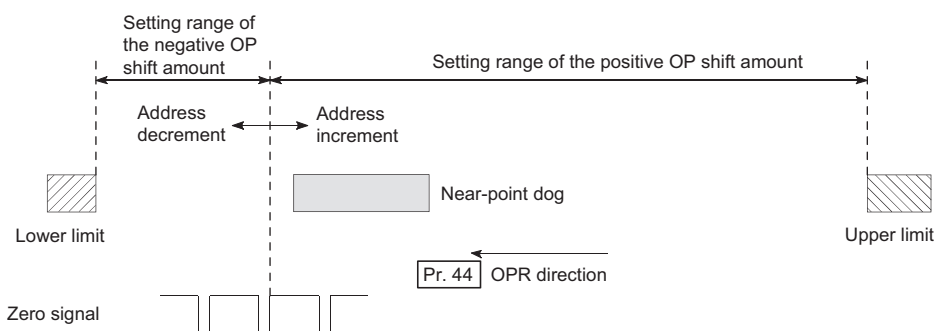 Setting range of
the negative OP
shift amount
Setting range of the positive OP shift amount
Address
decrement
Address
increment
Near-point dog
Lower limit
Upper limit
Pr. 44 OPR direction
Zero signal